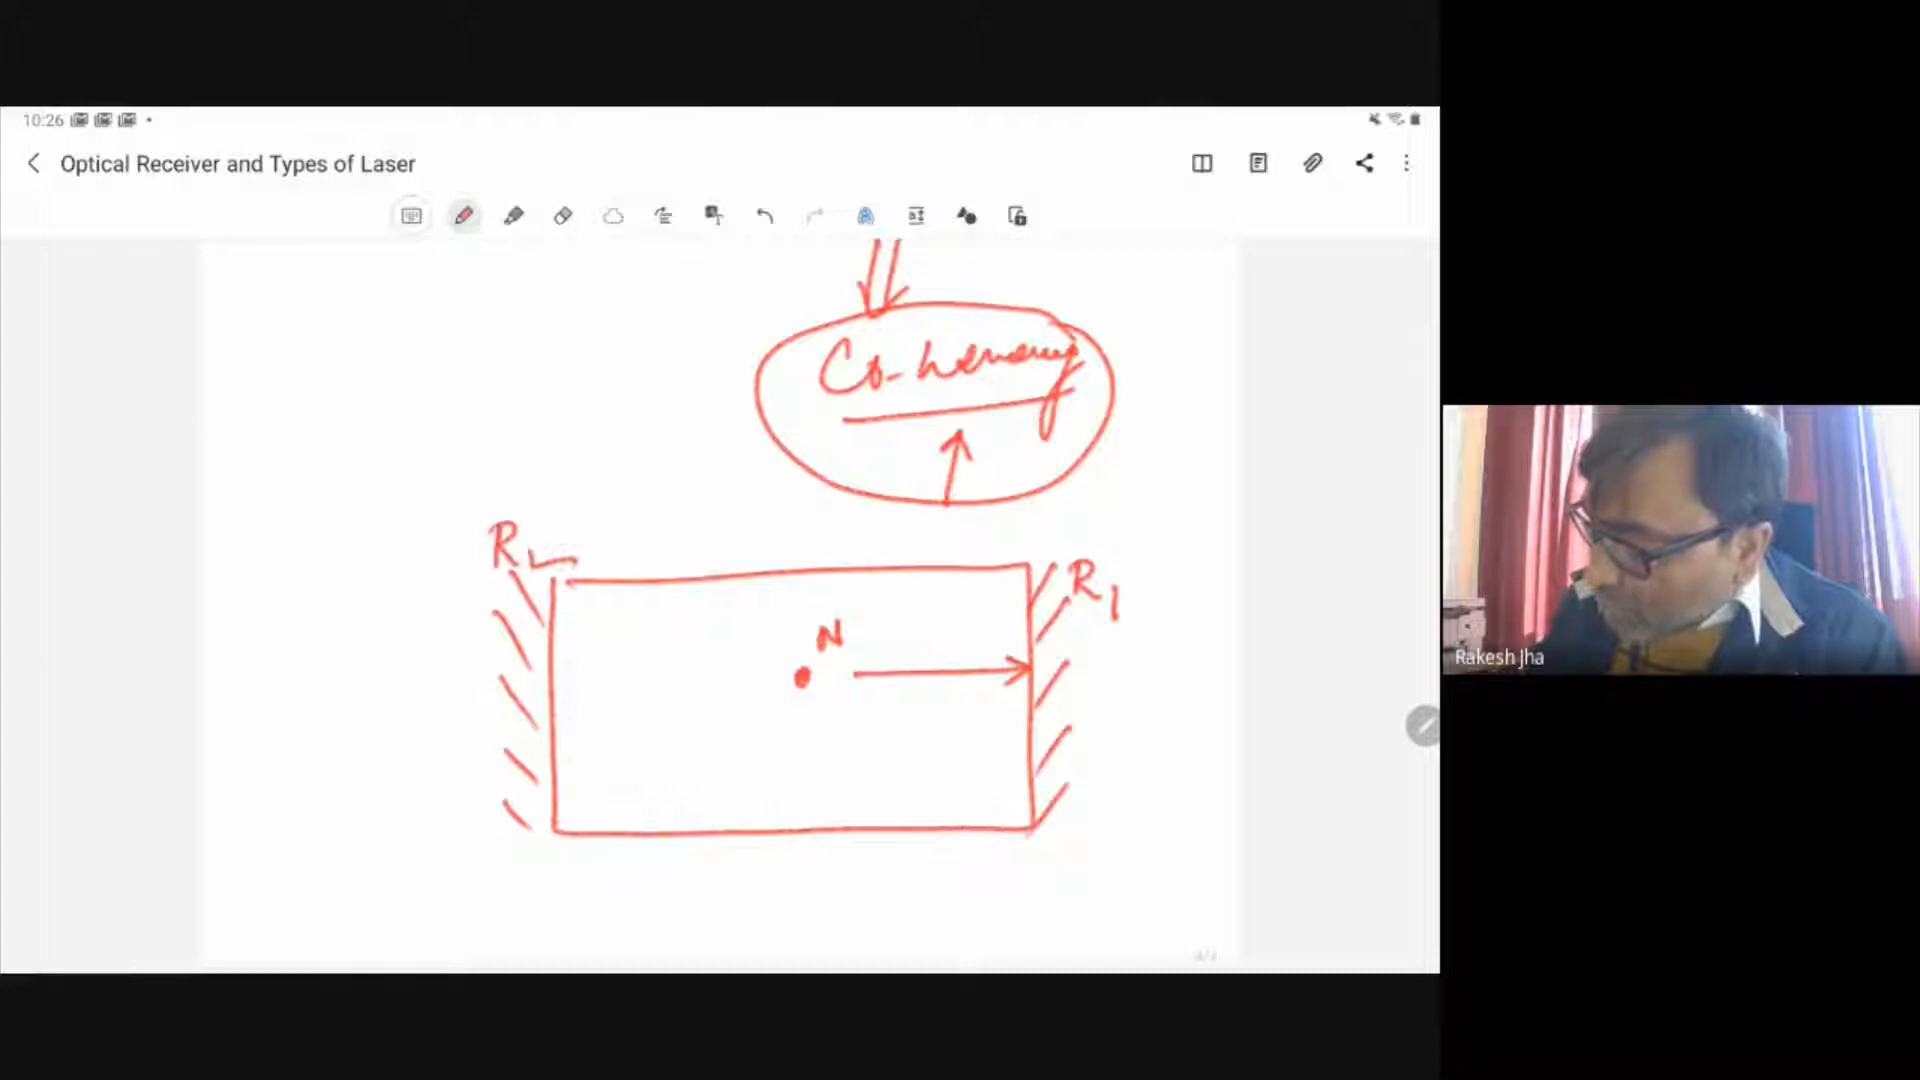 10:26
Optical Receiver and Types of Laser
Co-herency
R2
R1
N
Rakesh Jha